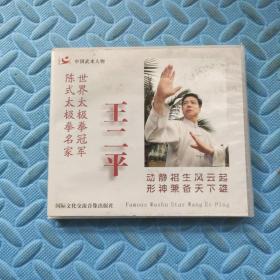 中国武术人物
世界太极拳冠军
陈式太极拳名家
王二平
动静相生风云起
形神兼备天下雄
国际文化交流音像出版社
Famous Wushu Star Wang Er Ping